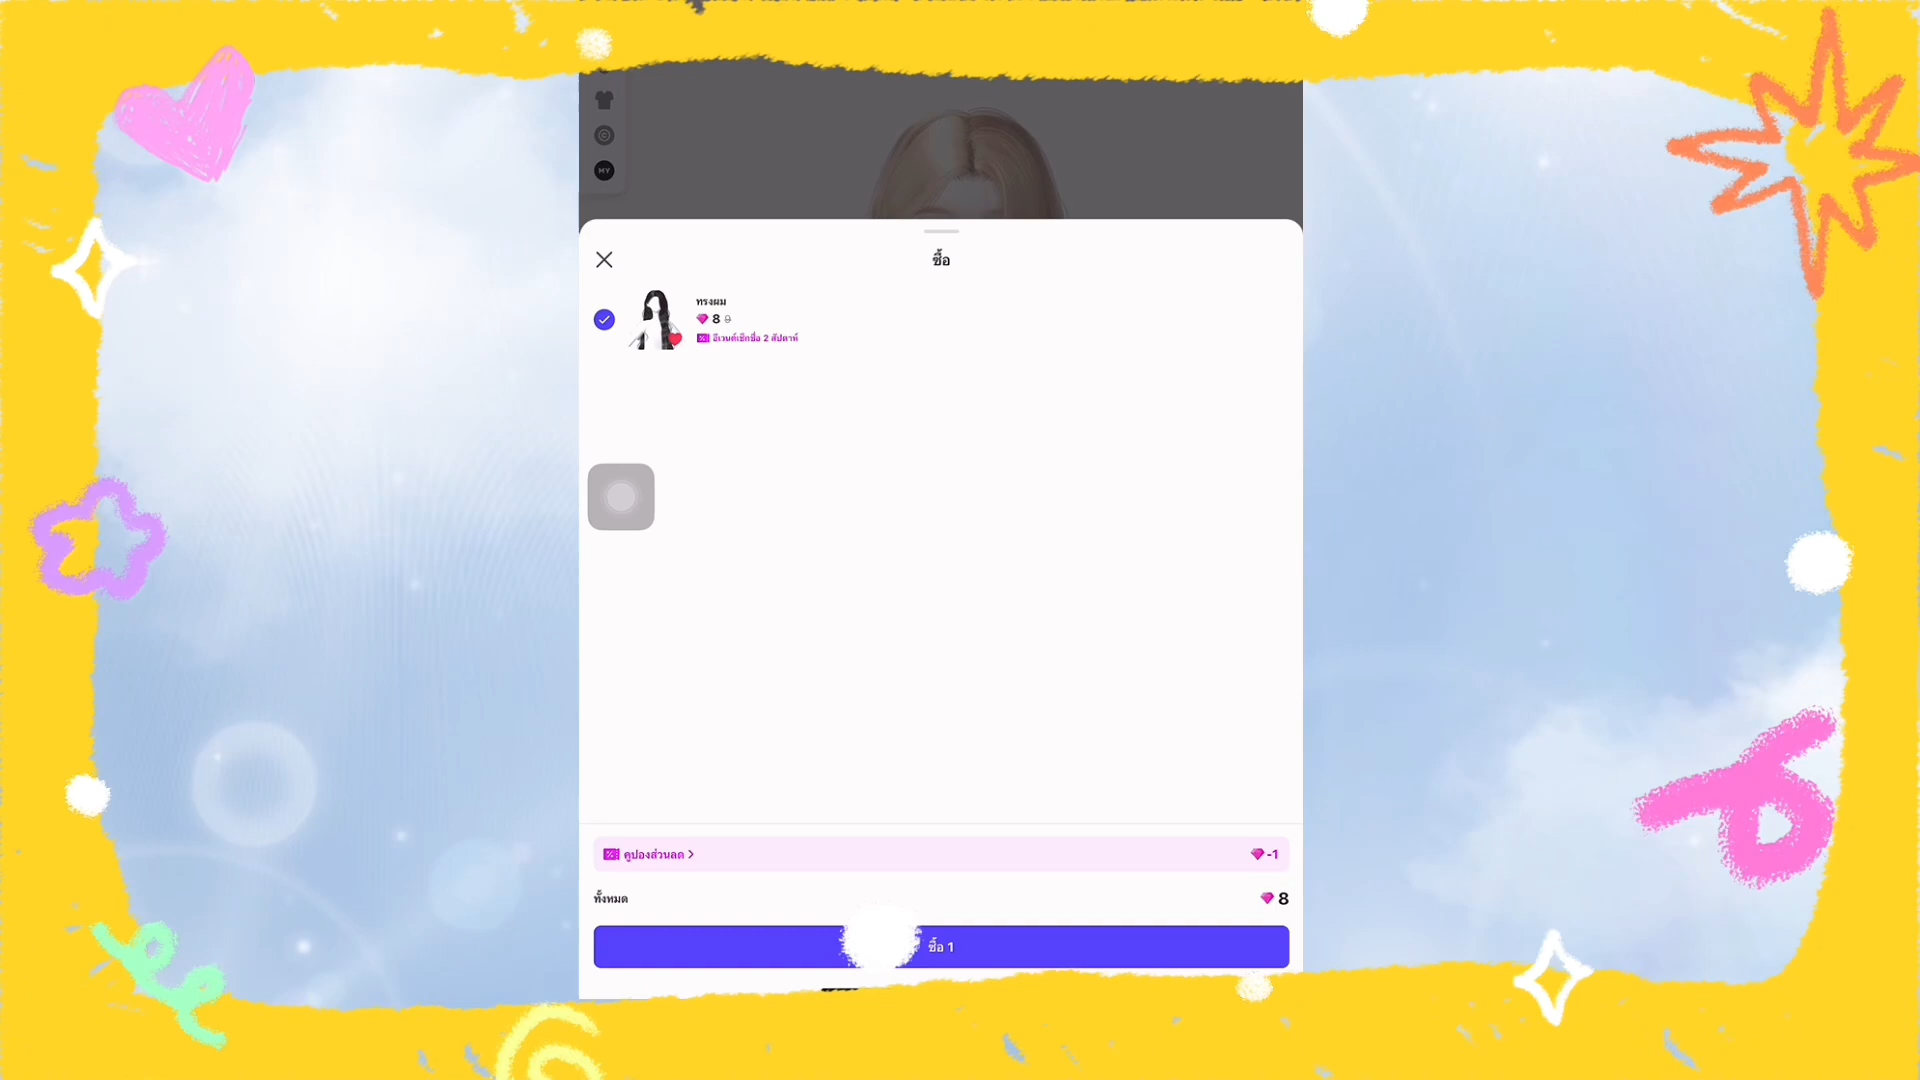 MY
ซื้อ
ทรงผม
8 9
อีเวนต์เช็กชื่อ 2 สัปดาห์
คูปองส่วนลด >
-1
ทั้งหมด
8
ซื้อ 1